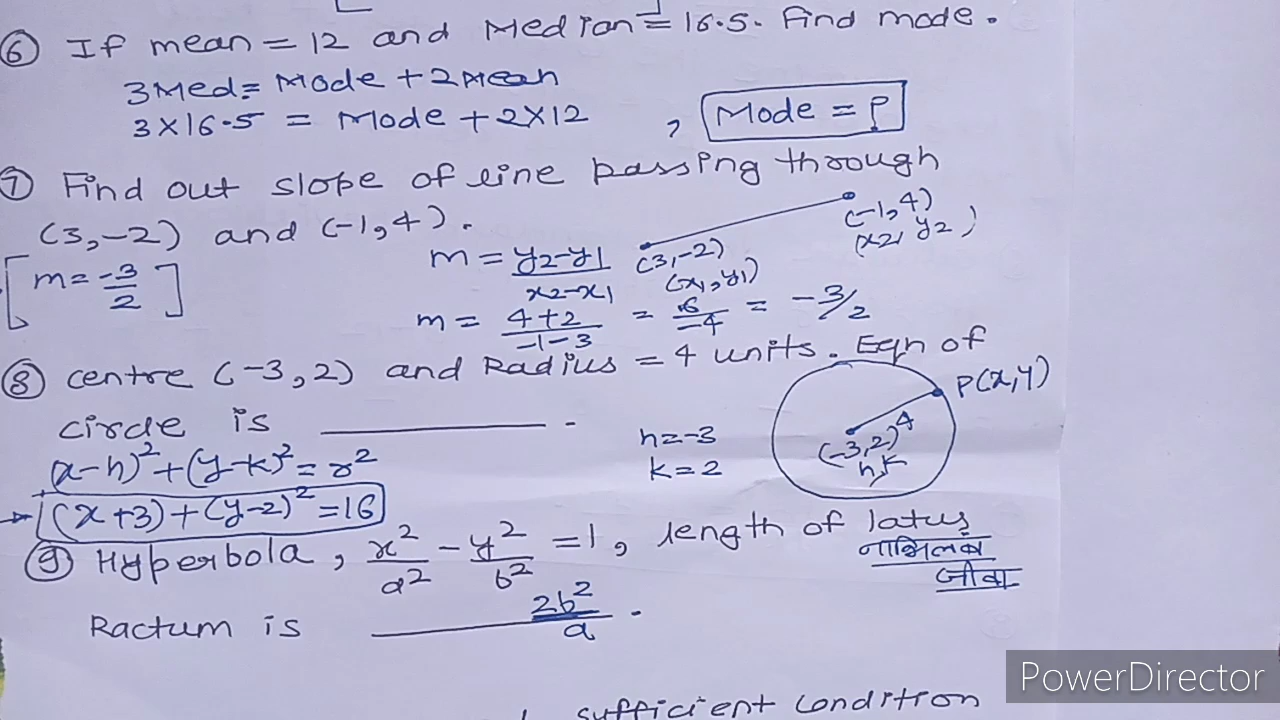 ⑥ If mean = 12 and Median = 16.5. Find mode.
3Med = Mode + 2Mean
3×16.5 = Mode + 2×12 , Mode = ?
⑦ Find out slope of line passing through
(3,-2) and (-1,4).
(-1,4)
(x2, y2)
(3,-2)
(x1,y1)
[m = -3/2]
m = y2-y1/x2-x1
m = 4+2/-1-3 = 6/-4 = -3/2
⑧ centre (-3,2) and Radius = 4 units. Eqn of
circle is ________.
h=-3
k=2
P(x,y)
4
(-3,2)
h,k
(x-h)²+(y-k)²=r²
→ (x+3)+(y-2)²=16
⑨ Hyperbola, x²/a² - y²/b² = 1, length of latus
नाभिलंब
जीवा
Ractum is 2b²/a.
sufficient condition
PowerDirector